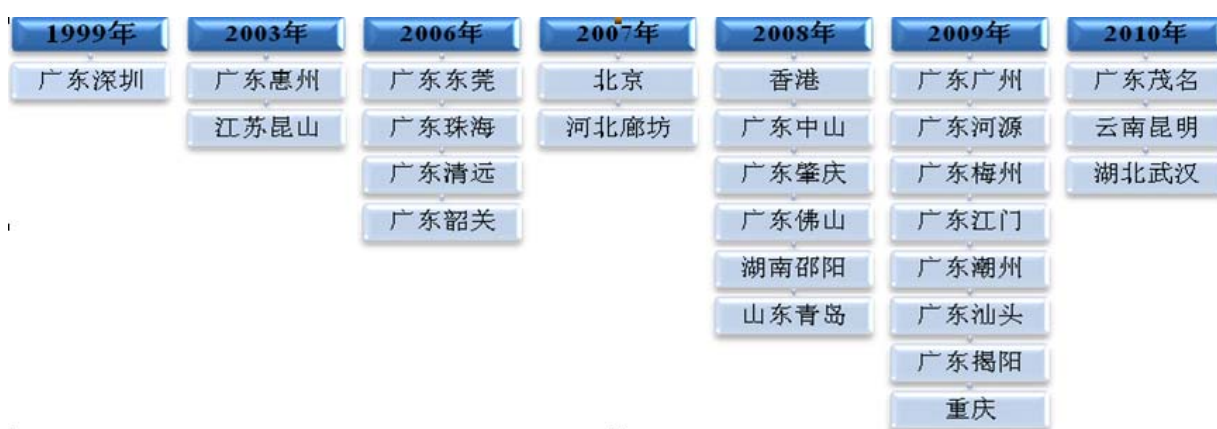 1999年
广东深圳
2003年
广东惠州
江苏昆山
2006年
广东东莞
广东珠海
广东清远
广东韶关
2007年
北京
河北廊坊
2008年
香港
广东中山
广东肇庆
广东佛山
湖南邵阳
山东青岛
2009年
广东广州
广东河源
广东梅州
广东江门
广东潮州
广东汕头
广东揭阳
重庆
2010年
广东茂名
云南昆明
湖北武汉